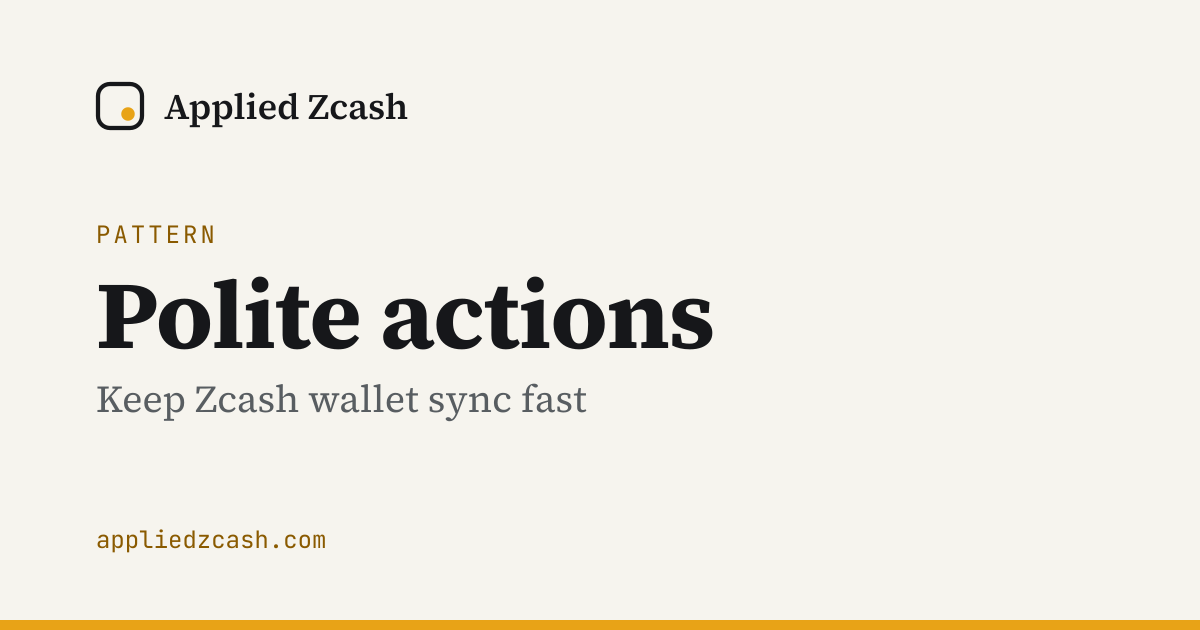 Applied Zcash
PATTERN
Polite actions
Keep Zcash wallet sync fast
appliedzcash.com